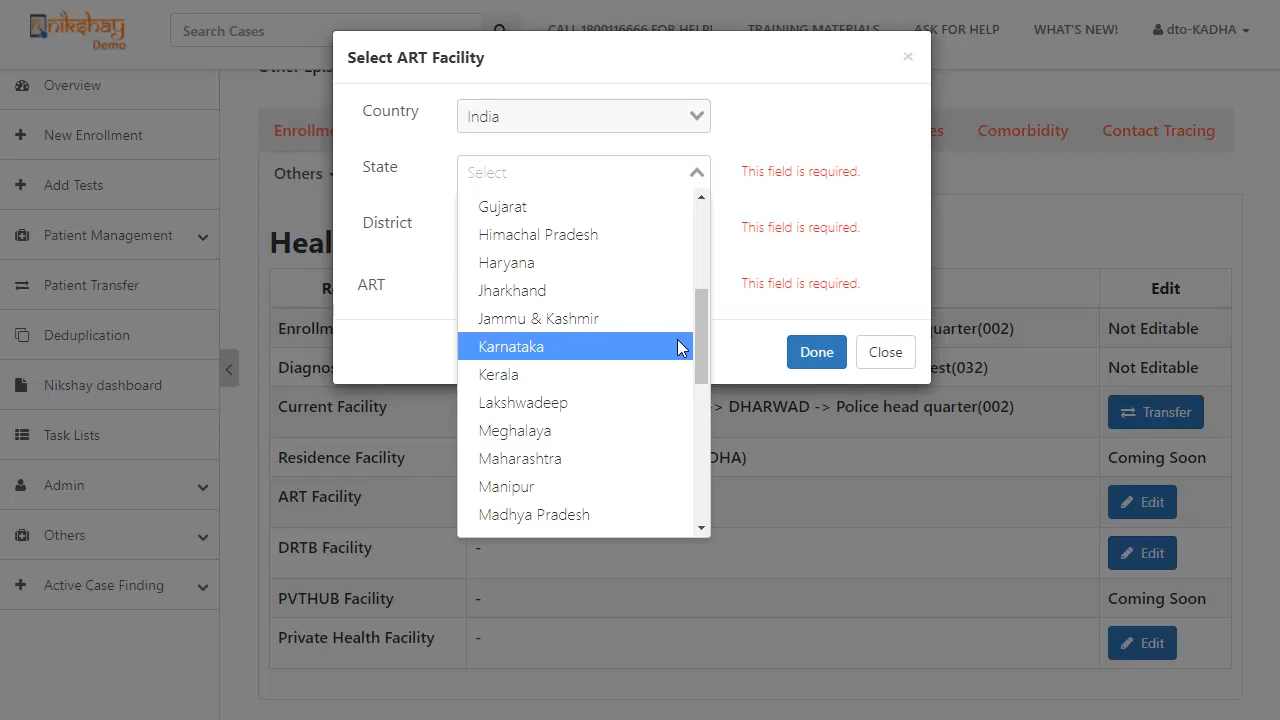 nikshay
Demo
Search Cases
CALL 1800116666 FOR HELP!
TRAINING MATERIALS
ASK FOR HELP
WHAT'S NEW!
dto-KADHA
Overview
New Enrollment
Add Tests
Patient Management
Patient Transfer
Deduplication
Nikshay dashboard
Task Lists
Admin
Others
Active Case Finding
Comorbidity
Contact Tracing
Others
Select ART Facility
×
Country
India
State
Select
This field is required.
District
This field is required.
ART
This field is required.
Gujarat
Himachal Pradesh
Haryana
Jharkhand
Jammu & Kashmir
Karnataka
Kerala
Lakshwadeep
Meghalaya
Maharashtra
Manipur
Madhya Pradesh
Done
Close
Edit
quarter(002)
Not Editable
Not Editable
Current Facility
-> DHARWAD -> Police head quarter(002)
Transfer
Residence Facility
Coming Soon
ART Facility
Edit
DRTB Facility
-
Edit
PVTHUB Facility
-
Coming Soon
Private Health Facility
-
Edit